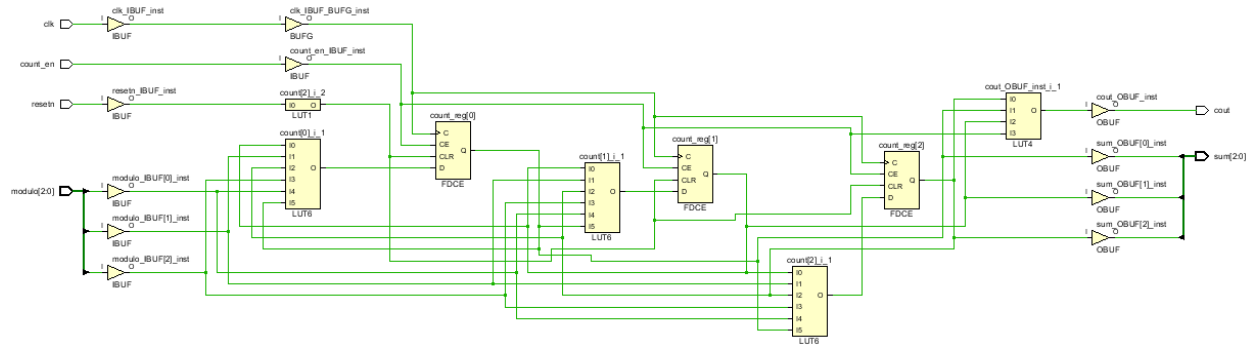 clk
clk_IBUF_inst
I
O
IBUF
clk_IBUF_BUFG_inst
I
O
BUFG
count_en
count_en_IBUF_inst
I
O
IBUF
resetn
resetn_IBUF_inst
I
O
IBUF
count[2]_i_2
I0
O
LUT1
count[0]_i_1
I0
I1
I2
O
I3
I4
I5
LUT6
count_reg[0]
C
CE
Q
CLR
D
FDCE
modulo[2:0]
modulo_IBUF[0]_inst
I
O
IBUF
modulo_IBUF[1]_inst
I
O
IBUF
modulo_IBUF[2]_inst
I
O
IBUF
count[1]_i_1
I0
I1
I2
O
I3
I4
I5
LUT6
count_reg[1]
C
CE
Q
CLR
D
FDCE
count[2]_i_1
I0
I1
I2
O
I3
I4
I5
LUT6
count_reg[2]
C
CE
Q
CLR
D
FDCE
cout_OBUF_inst_i_1
I0
I1
O
I2
I3
LUT4
cout_OBUF_inst
I
O
OBUF
cout
sum_OBUF[0]_inst
I
O
OBUF
sum[2:0]
sum_OBUF[1]_inst
I
O
OBUF
sum_OBUF[2]_inst
I
O
OBUF